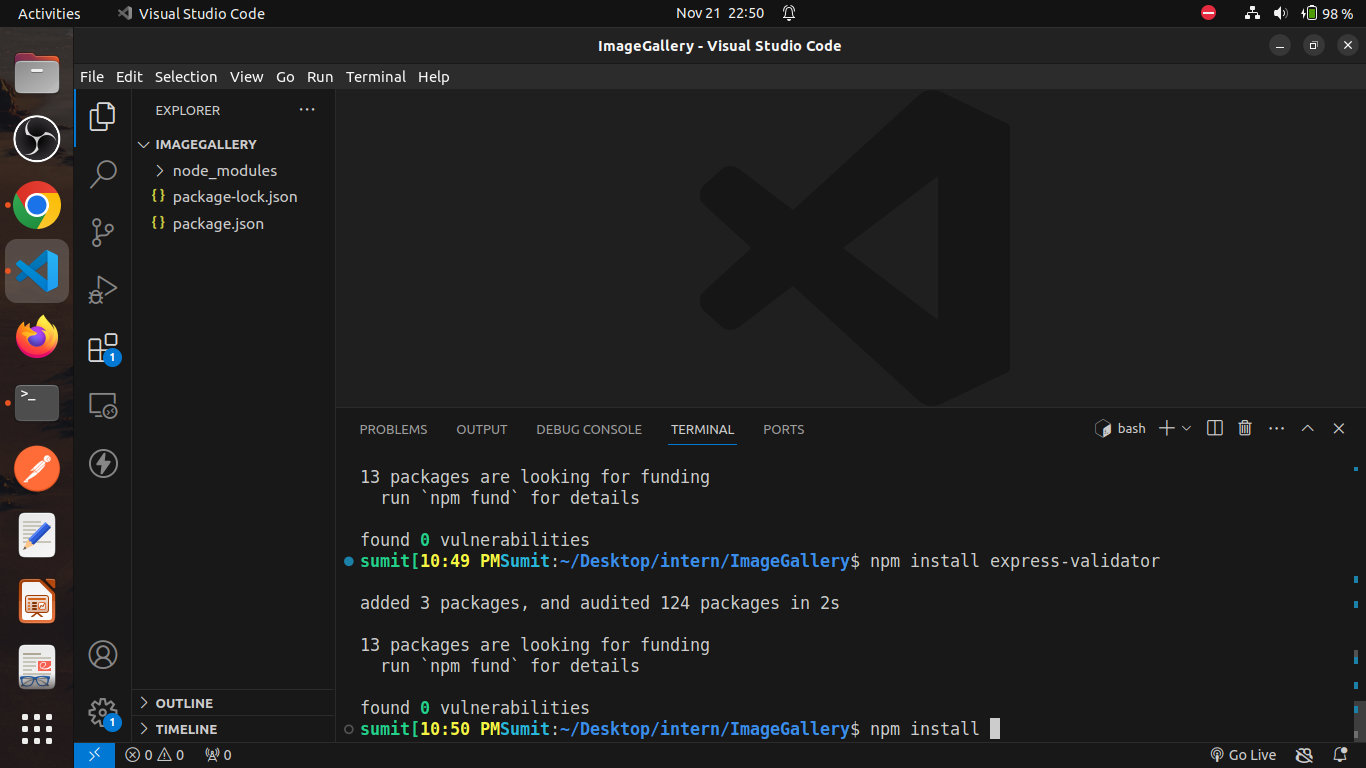 Activities
Visual Studio Code
Nov 21 22:50
98 %
ImageGallery - Visual Studio Code
File Edit Selection View Go Run Terminal Help
EXPLORER
IMAGEGALLERY
node_modules
{} package-lock.json
{} package.json
1
OUTLINE
TIMELINE
1
PROBLEMS OUTPUT DEBUG CONSOLE TERMINAL PORTS
bash
13 packages are looking for funding
run `npm fund` for details
found 0 vulnerabilities
sumit[10:49 PMSumit:~/Desktop/intern/ImageGallery$ npm install express-validator
added 3 packages, and audited 124 packages in 2s
13 packages are looking for funding
run `npm fund` for details
found 0 vulnerabilities
sumit[10:50 PMSumit:~/Desktop/intern/ImageGallery$ npm install
0 0 0
Go Live